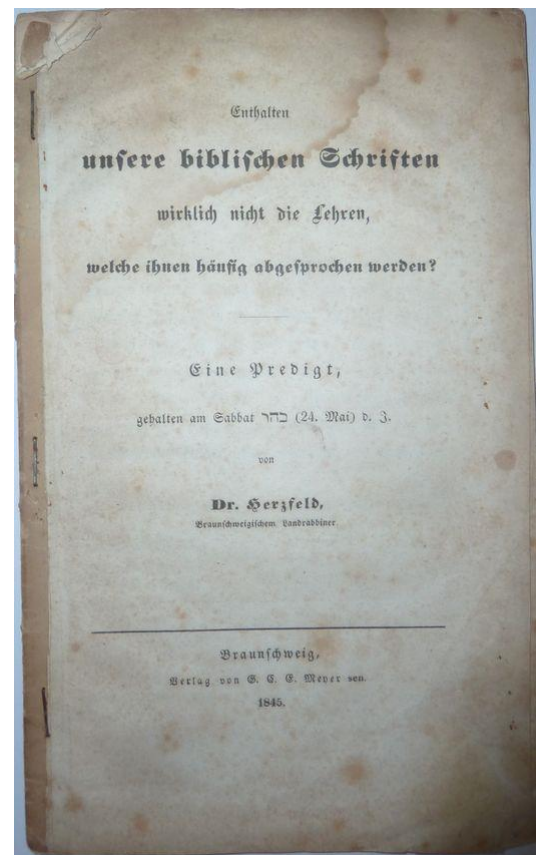 Enthalten
unsere biblischen Schriften
wirklich nicht die Lehren,
welche ihnen häufig abgesprochen werden?
Eine Predigt,
gehalten am Sabbat בהר (24. Mai) d. J.
von
Dr. Herzfeld,
Braunschweigischem Landrabbiner
Braunschweig,
Verlag von G. C. E. Meyer sen.
1845.